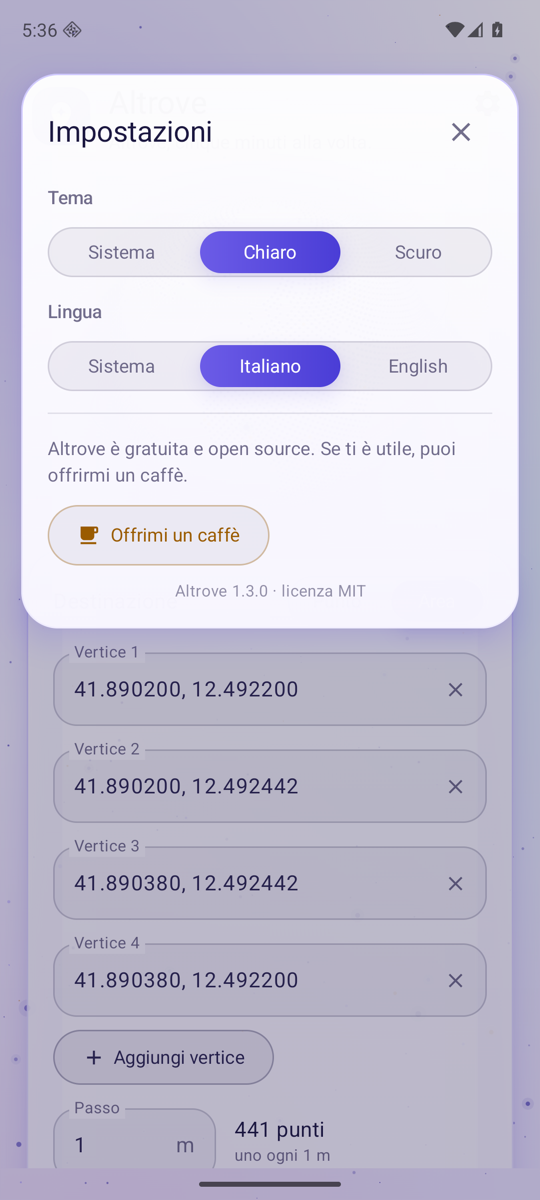 5:36
Altrove
Impostazioni
Tema
Sistema
Chiaro
Scuro
Lingua
Sistema
Italiano
English
Altrove è gratuita e open source. Se ti è utile, puoi
offrirmi un caffè.
Offrimi un caffè
Altrove 1.3.0 · licenza MIT
Vertice 1
41.890200, 12.492200
Vertice 2
41.890200, 12.492442
Vertice 3
41.890380, 12.492442
Vertice 4
41.890380, 12.492200
Aggiungi vertice
Passo
1 m
441 punti
uno ogni 1 m